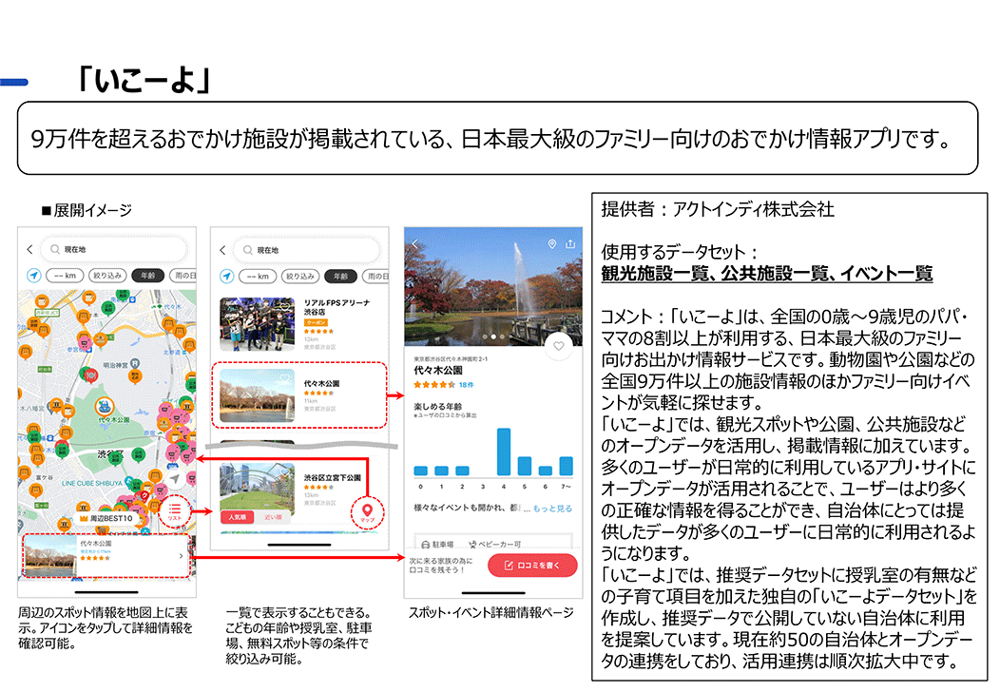 「いこーよ」
9万件を超えるおでかけ施設が掲載されている、日本最大級のファミリー向けのおでかけ情報アプリです。
■展開イメージ
現在地
-- km
絞り込み
年齢
雨の日
代々木
明治神宮
代々木公園
渋谷区
LINE CUBE SHIBUYA
周辺BEST10
リスト
代々木公園
周辺のスポット情報を地図上に表
示。アイコンをタップして詳細情報を
確認可能。
現在地
-- km
絞り込み
年齢
雨の日
リアルFPSアリーナ
渋谷店
クーポン
13km
東京都渋谷区
代々木公園
11km
東京都渋谷区
渋谷区立宮下公園
13km
東京都渋谷区
人気順
近い順
マップ
一覧で表示することもできる。
こどもの年齢や授乳室、駐車
場、無料スポット等の条件で
絞り込み可能。
東京都渋谷区代々木神園町2-1
代々木公園
18件
楽しめる年齢
※ユーザの口コミから算出
0 1 2 3 4 5 6 7〜
様々なイベントも開かれ、都... もっと見る
駐車場 ベビーカー可
次に来る家族の為に
口コミを残そう！
口コミを書く
スポット・イベント詳細情報ページ
提供者：アクトインディ株式会社
使用するデータセット：
観光施設一覧、公共施設一覧、イベント一覧
コメント：「いこーよ」は、全国の0歳〜9歳児のパパ・
ママの8割以上が利用する、日本最大級のファミリー
向けお出かけ情報サービスです。動物園や公園などの
全国9万件以上の施設情報のほかファミリー向けイベ
ントが気軽に探せます。
「いこーよ」では、観光スポットや公園、公共施設など
のオープンデータを活用し、掲載情報に加えています。
多くのユーザーが日常的に利用しているアプリ・サイトに
オープンデータが活用されることで、ユーザーはより多く
の正確な情報を得ることができ、自治体にとっては提
供したデータが多くのユーザーに日常的に利用されるよ
うになります。
「いこーよ」では、推奨データセットに授乳室の有無など
の子育て項目を加えた独自の「いこーよデータセット」を
作成し、推奨データで公開していない自治体に利用
を提案しています。現在約50の自治体とオープンデー
タの連携をしており、活用連携は順次拡大中です。